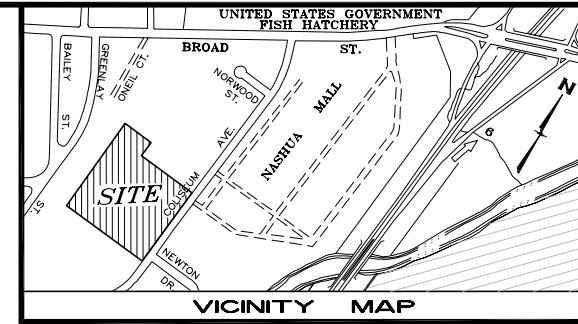 UNITED STATES GOVERNMENT
FISH HATCHERY
BROAD ST.
BAILEY ST.
GREENLAY
ST.
ONEIL CT.
NORWOOD
ST.
NASHUA MALL
COLISEUM AVE.
SITE
NEWTON
DR.
N
6
VICINITY MAP